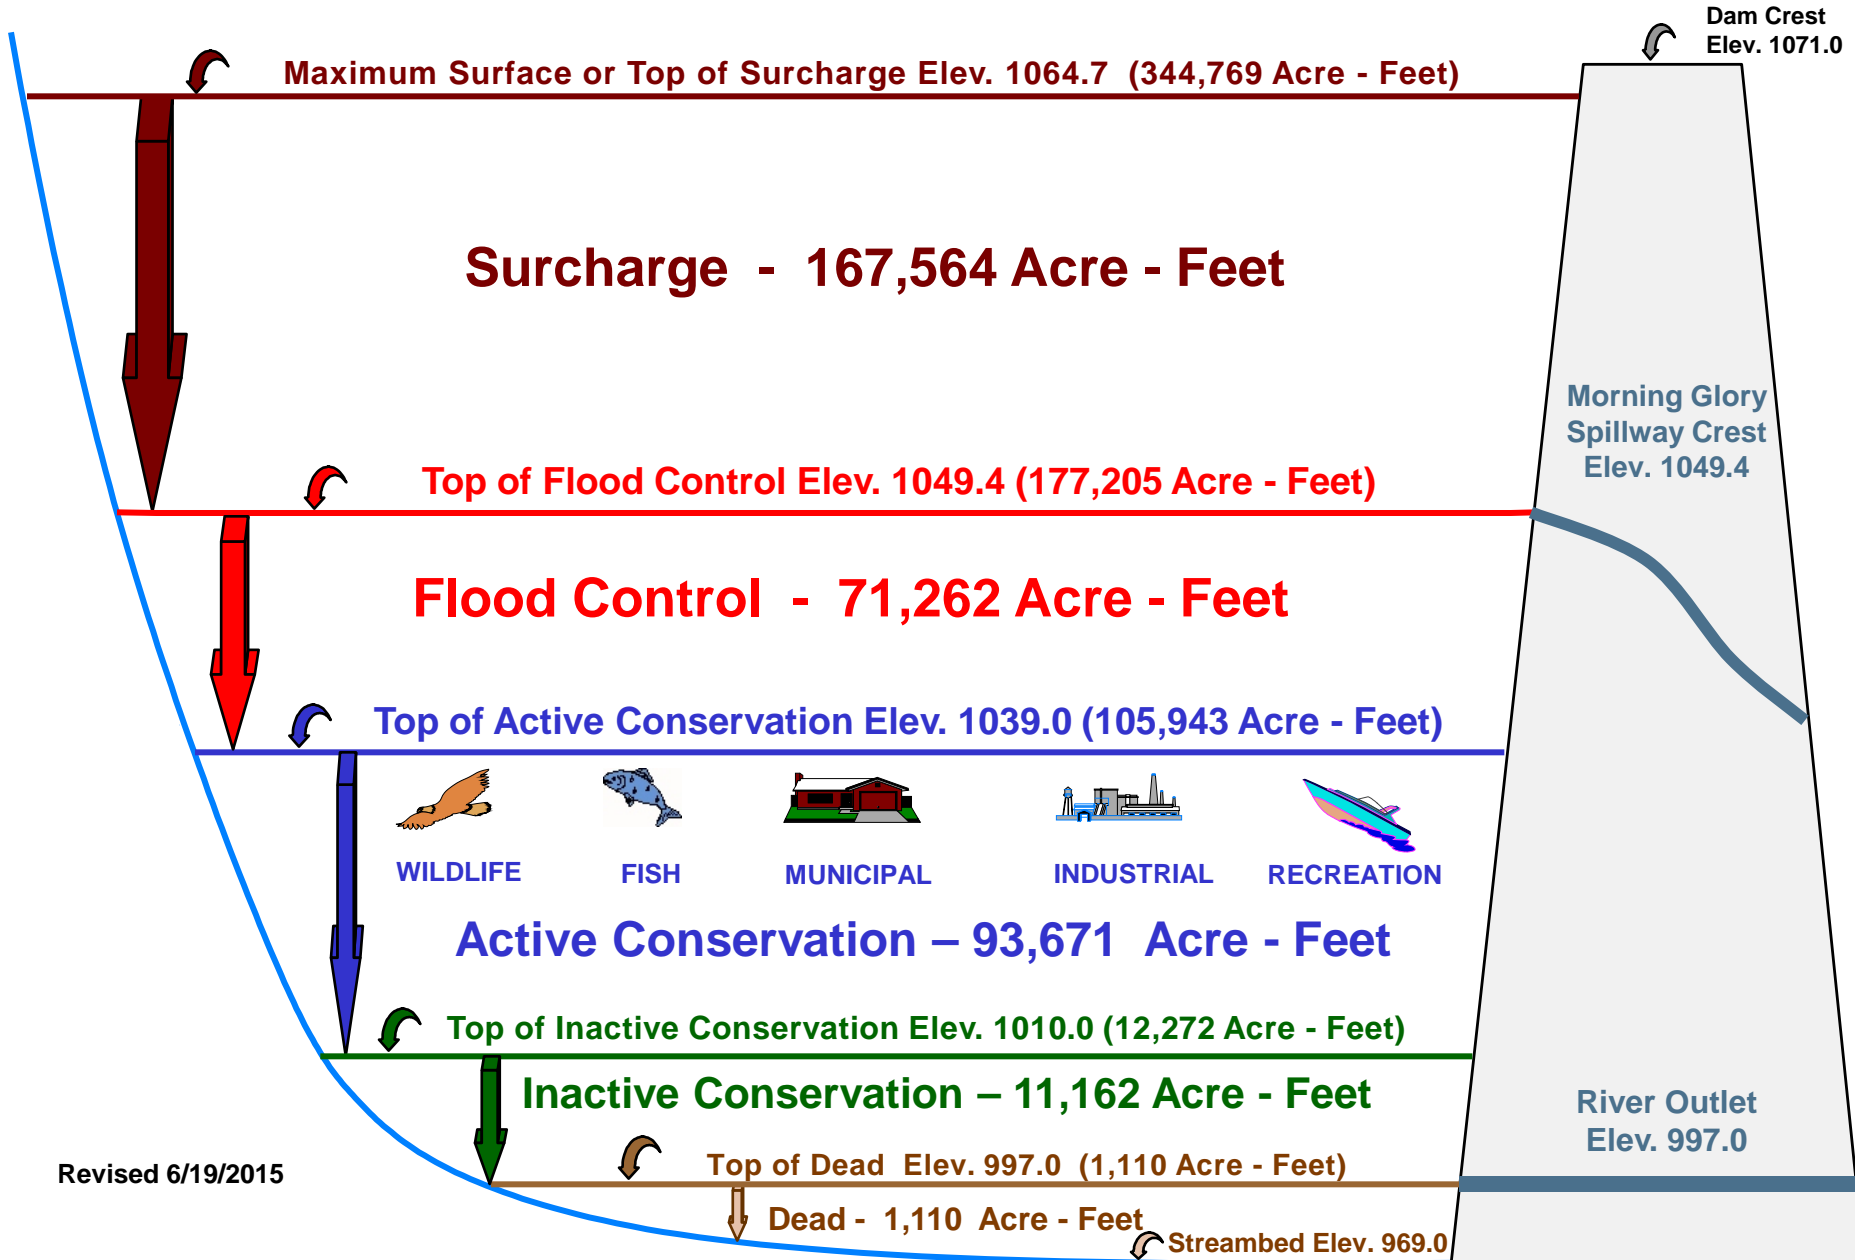 Dam Crest
Elev. 1071.0
Maximum Surface or Top of Surcharge Elev. 1064.7 (344,769 Acre - Feet)
Surcharge - 167,564 Acre - Feet
Morning Glory
Spillway Crest
Elev. 1049.4
Top of Flood Control Elev. 1049.4 (177,205 Acre - Feet)
Flood Control - 71,262 Acre - Feet
Top of Active Conservation Elev. 1039.0 (105,943 Acre - Feet)
WILDLIFE FISH MUNICIPAL INDUSTRIAL RECREATION
Active Conservation – 93,671 Acre - Feet
Top of Inactive Conservation Elev. 1010.0 (12,272 Acre - Feet)
Inactive Conservation – 11,162 Acre - Feet
River Outlet
Elev. 997.0
Top of Dead Elev. 997.0 (1,110 Acre - Feet)
Revised 6/19/2015
Dead - 1,110 Acre - Feet
Streambed Elev. 969.0